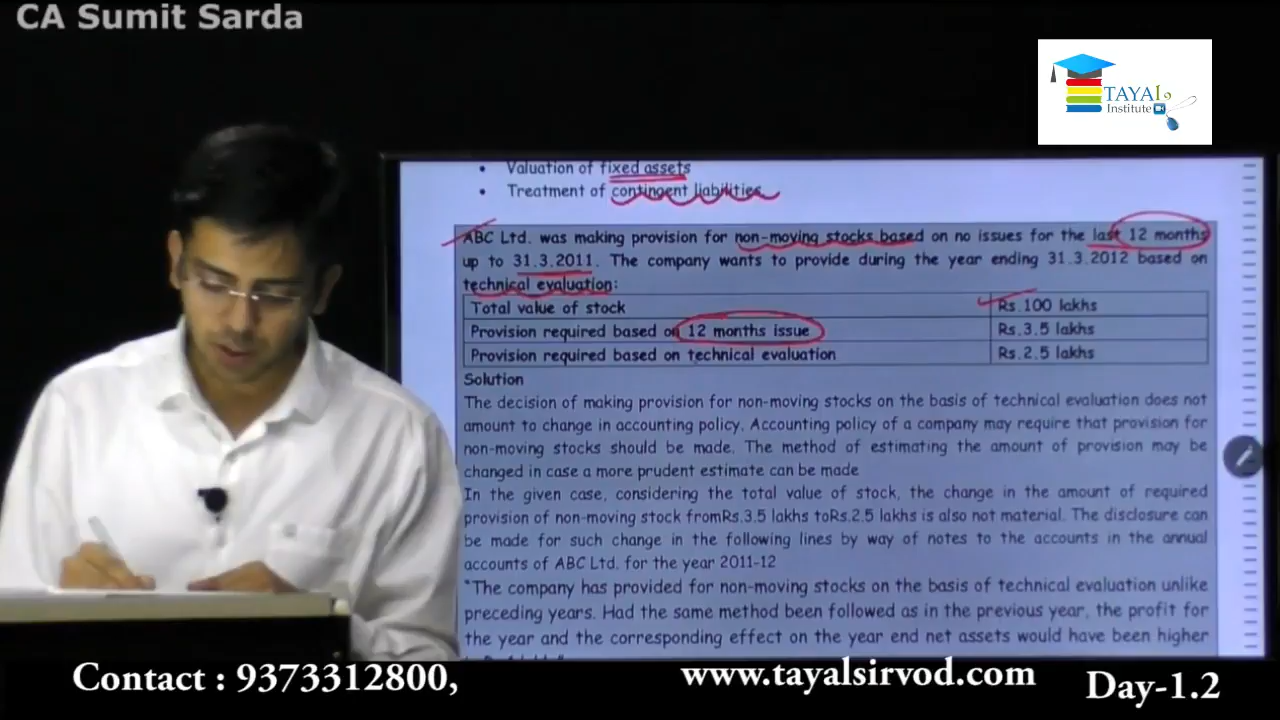 CA Sumit Sarda
TAYAl
Institute
• Valuation of fixed assets
• Treatment of contingent liabilities
ABC Ltd. was making provision for non-moving stocks based on no issues for the last 12 months
up to 31.3.2011. The company wants to provide during the year ending 31.3.2012 based on
technical evaluation:
Total value of stock Rs.100 lakhs
Provision required based on 12 months issue Rs.3.5 lakhs
Provision required based on technical evaluation Rs.2.5 lakhs
Solution
The decision of making provision for non-moving stocks on the basis of technical evaluation does not
amount to change in accounting policy. Accounting policy of a company may require that provision for
non-moving stocks should be made. The method of estimating the amount of provision may be
changed in case a more prudent estimate can be made
In the given case, considering the total value of stock, the change in the amount of required
provision of non-moving stock fromRs.3.5 lakhs toRs.2.5 lakhs is also not material. The disclosure can
be made for such change in the following lines by way of notes to the accounts in the annual
accounts of ABC Ltd. for the year 2011-12
"The company has provided for non-moving stocks on the basis of technical evaluation unlike
preceding years. Had the same method been followed as in the previous year, the profit for
the year and the corresponding effect on the year end net assets would have been higher
Contact : 9373312800,
www.tayalsirvod.com
Day-1.2